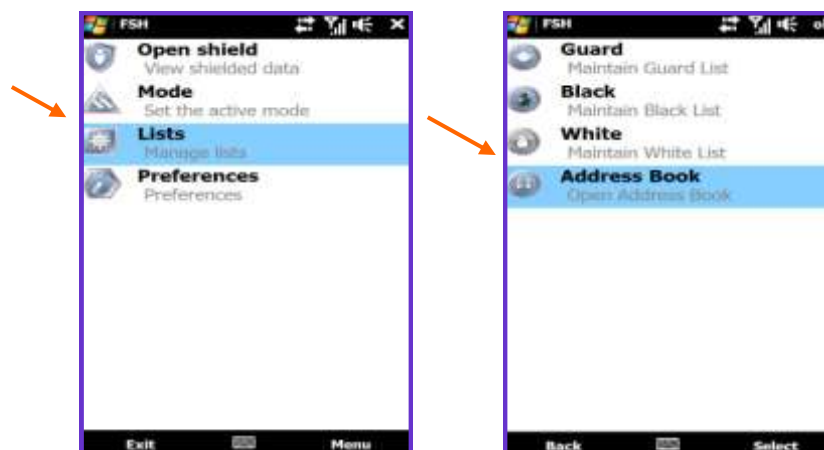 FSH
Open shield
View shielded data
Mode
Set the active mode
Lists
Manage lists
Preferences
Preferences
Exit
Menu
FSH
ok
Guard
Maintain Guard List
Black
Maintain Black List
White
Maintain White List
Address Book
Open Address Book
Back
Select